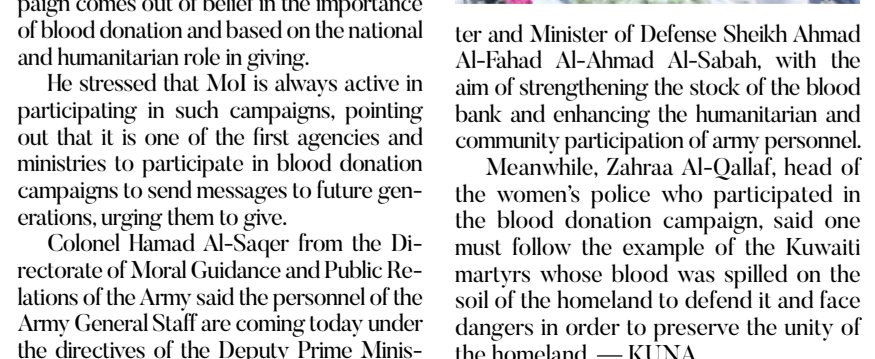 paign comes out of belief in the importance
of blood donation and based on the national
and humanitarian role in giving.
He stressed that MoI is always active in
participating in such campaigns, pointing
out that it is one of the first agencies and
ministries to participate in blood donation
campaigns to send messages to future gen-
erations, urging them to give.
Colonel Hamad Al-Saqer from the Di-
rectorate of Moral Guidance and Public Re-
lations of the Army said the personnel of the
Army General Staff are coming today under
the directives of the Deputy Prime Minis-
ter and Minister of Defense Sheikh Ahmad
Al-Fahad Al-Ahmad Al-Sabah, with the
aim of strengthening the stock of the blood
bank and enhancing the humanitarian and
community participation of army personnel.
Meanwhile, Zahraa Al-Qallaf, head of
the women's police who participated in
the blood donation campaign, said one
must follow the example of the Kuwaiti
martyrs whose blood was spilled on the
soil of the homeland to defend it and face
dangers in order to preserve the unity of
the homeland. — KUNA